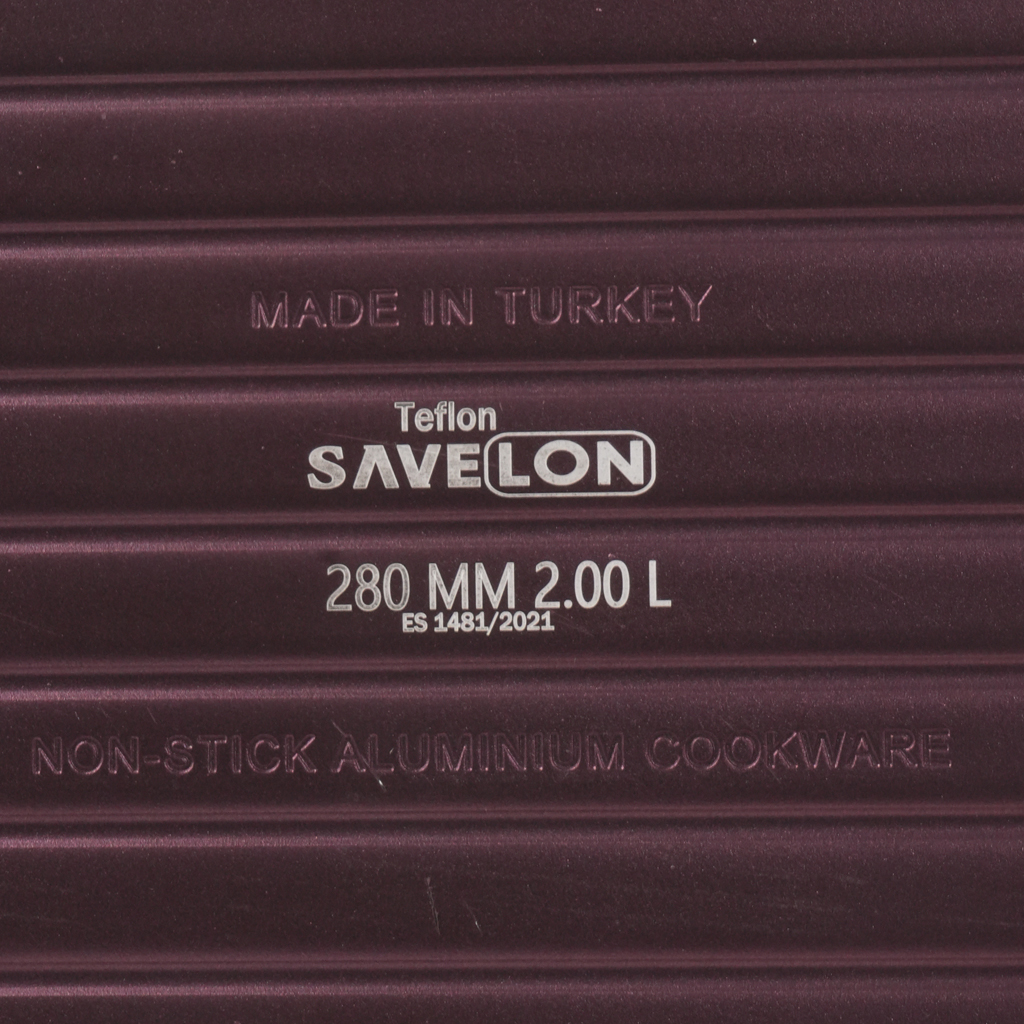 MADE IN TURKEY
Teflon
SAVELON
280 MM 2.00 L
ES 1481/2021
NON-STICK ALUMINIUM COOKWARE